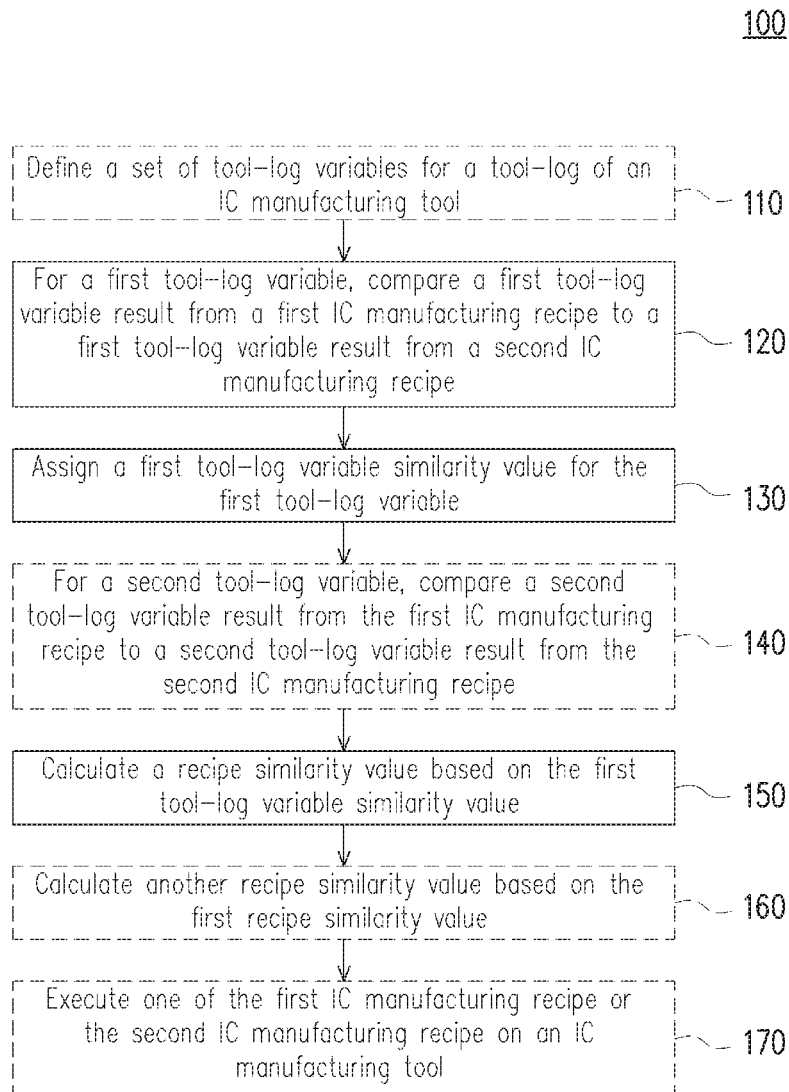 100
Define a set of tool-log variables for a tool-log of an
IC manufacturing tool
110
For a first tool-log variable, compare a first tool-log
variable result from a first IC manufacturing recipe to a
first tool-log variable result from a second IC
manufacturing recipe
120
Assign a first tool-log variable similarity value for the
first tool-log variable
130
For a second tool-log variable, compare a second
tool-log variable result from the first IC manufacturing
recipe to a second tool-log variable result from the
second IC manufacturing recipe
140
Calculate a recipe similarity value based on the first
tool-log variable similarity value
150
Calculate another recipe similarity value based on the
first recipe similarity value
160
Execute one of the first IC manufacturing recipe or
the second IC manufacturing recipe on an IC
manufacturing tool
170